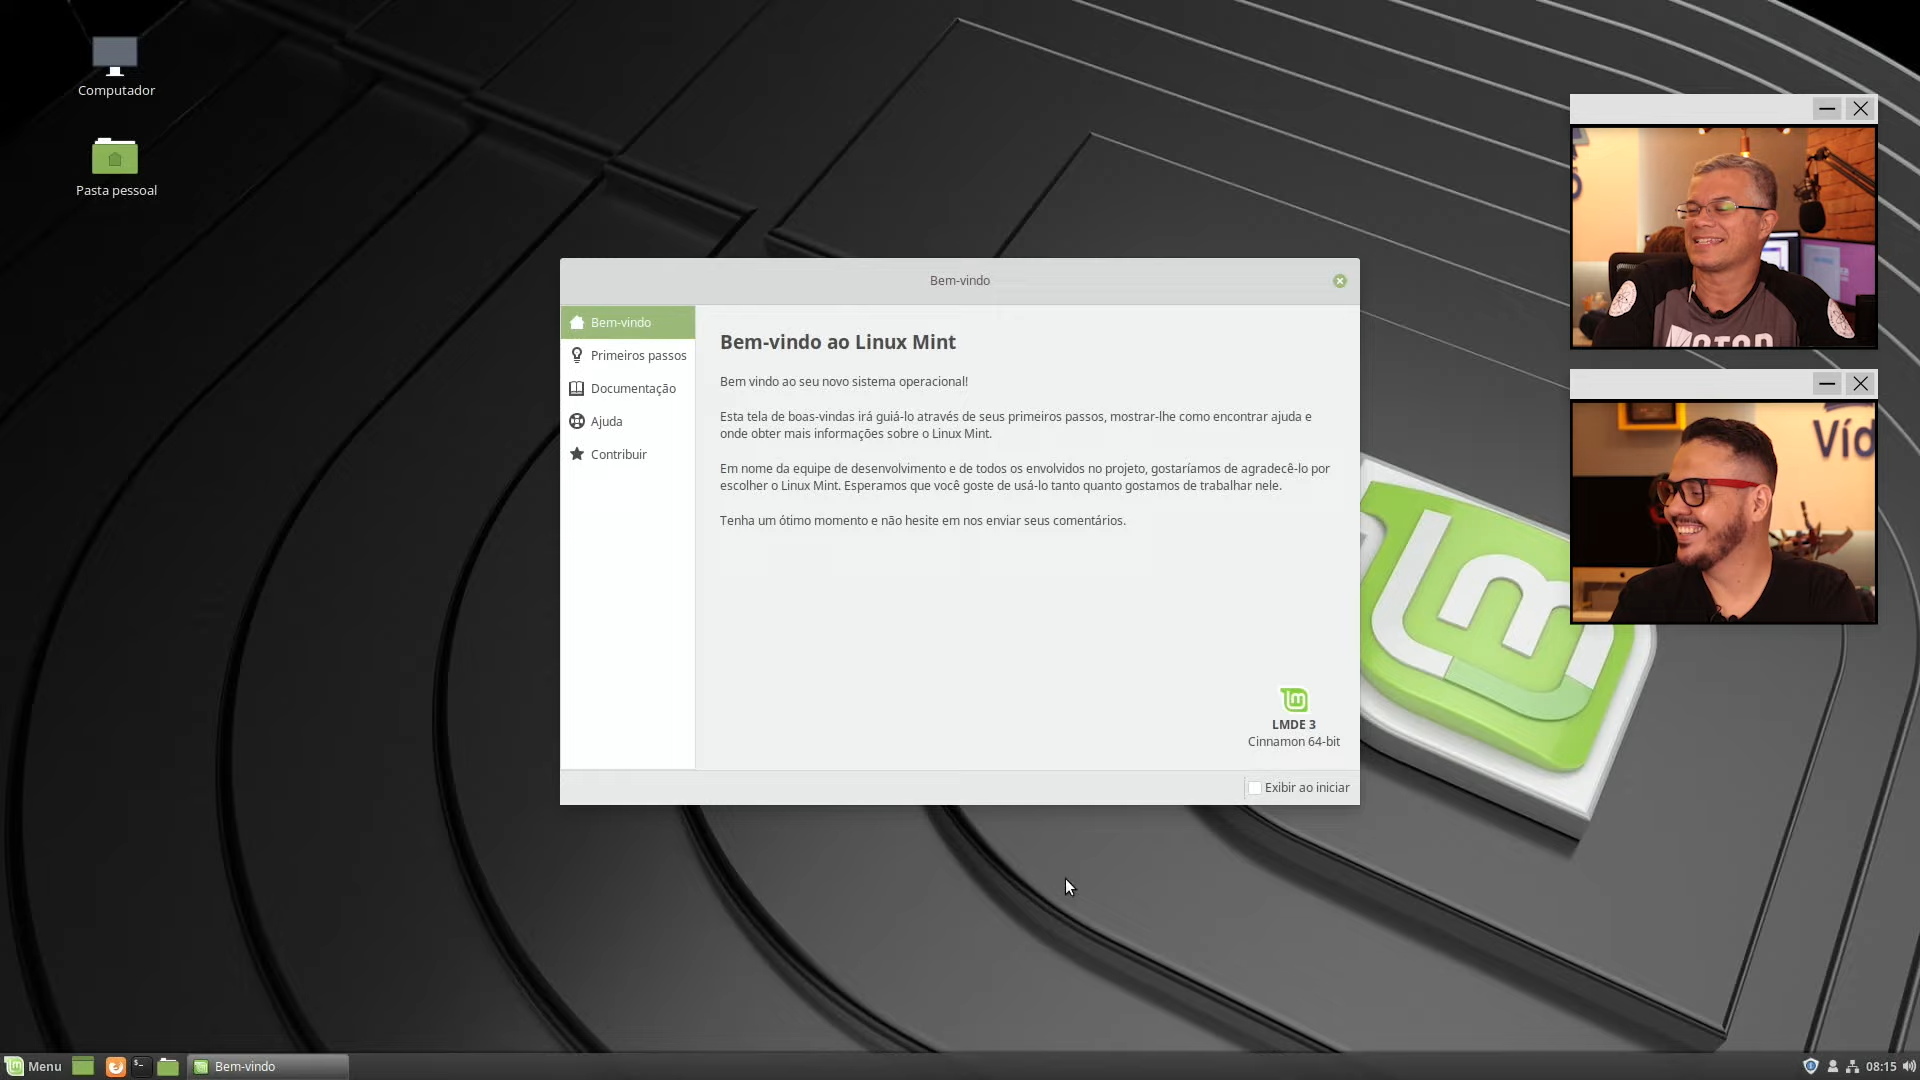 Computador
Pasta pessoal
Bem-vindo
Bem-vindo
Primeiros passos
Documentação
Ajuda
Contribuir
Bem-vindo ao Linux Mint
Bem vindo ao seu novo sistema operacional!
Esta tela de boas-vindas irá guiá-lo através de seus primeiros passos, mostrar-lhe como encontrar ajuda e
onde obter mais informações sobre o Linux Mint.
Em nome da equipe de desenvolvimento e de todos os envolvidos no projeto, gostaríamos de agradecê-lo por
escolher o Linux Mint. Esperamos que você goste de usá-lo tanto quanto gostamos de trabalhar nele.
Tenha um ótimo momento e não hesite em nos enviar seus comentários.
LMDE 3
Cinnamon 64-bit
Exibir ao iniciar
Víd
Menu
Bem-vindo
08:15